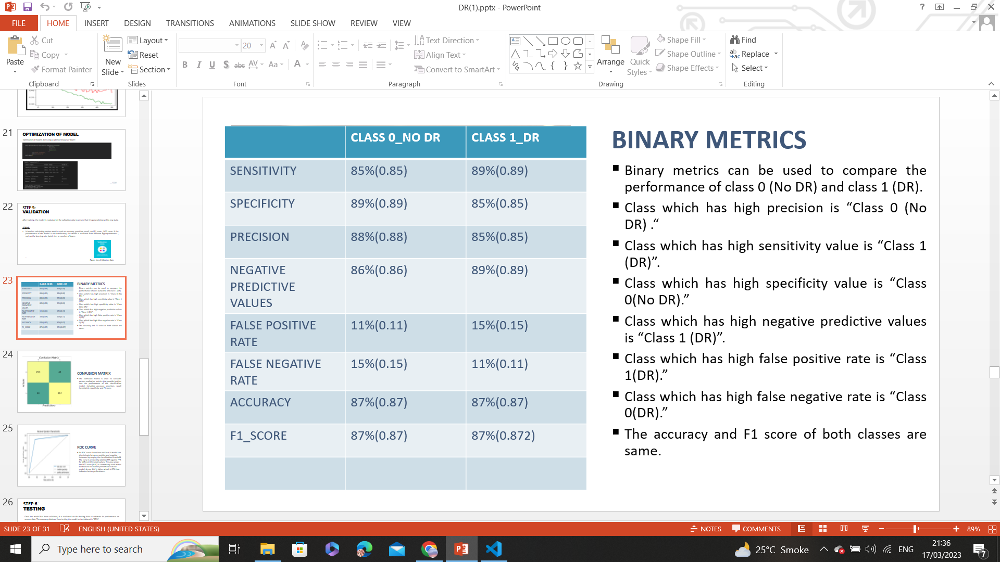 DR(1).pptx - PowerPoint
FILE
HOME
INSERT
DESIGN
TRANSITIONS
ANIMATIONS
SLIDE SHOW
REVIEW
VIEW
Paste
Cut
Copy
Format Painter
Clipboard
New
Slide
Layout
Reset
Section
Slides
20
Font
Text Direction
Align Text
Convert to SmartArt
Paragraph
Arrange
Quick
Styles
Shape Fill
Shape Outline
Shape Effects
Drawing
Find
Replace
Select
Editing
21
OPTIMIZATION OF MODEL
22
STEP 5:
VALIDATION
STEPS:
23
BINARY METRICS
24
Confusion Matrix
CONFUSION MATRIX
Predictions
25
ROC CURVE
26
STEP 6:
TESTING
CLASS 0_NO DR
CLASS 1_DR
SENSITIVITY
85%(0.85)
89%(0.89)
SPECIFICITY
89%(0.89)
85%(0.85)
PRECISION
88%(0.88)
85%(0.85)
NEGATIVE
PREDICTIVE
VALUES
86%(0.86)
89%(0.89)
FALSE POSITIVE
RATE
11%(0.11)
15%(0.15)
FALSE NEGATIVE
RATE
15%(0.15)
11%(0.11)
ACCURACY
87%(0.87)
87%(0.87)
F1_SCORE
87%(0.87)
87%(0.872)
BINARY METRICS
Binary metrics can be used to compare the
performance of class 0 (No DR) and class 1 (DR).
Class which has high precision is “Class 0 (No
DR) .“
Class which has high sensitivity value is “Class 1
(DR)”.
Class which has high specificity value is “Class
0(No DR).”
Class which has high negative predictive values
is “Class 1 (DR)”.
Class which has high false positive rate is “Class
1(DR).”
Class which has high false negative rate is “Class
0(DR).”
The accuracy and F1 score of both classes are
same.
SLIDE 23 OF 31
ENGLISH (UNITED STATES)
NOTES
COMMENTS
89%
Type here to search
25°C Smoke
ENG
21:36
17/03/2023
7